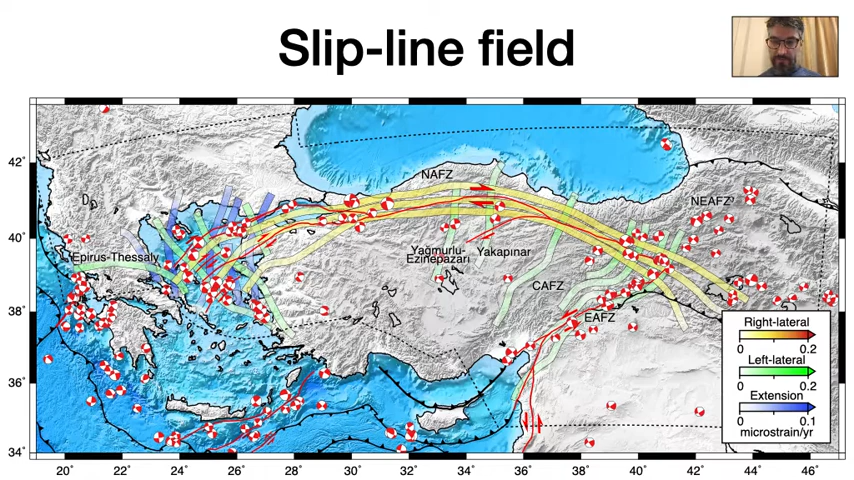 Slip-line field
42˚
40˚
38˚
36˚
34˚
NAFZ
NEAFZ
Epirus-Thessaly
Yağmurlu-
Ezinepazarı
Yakapınar
CAFZ
EAFZ
Right-lateral
0 0.2
Left-lateral
0 0.2
Extension
0 0.1
microstrain/yr
20˚ 22˚ 24˚ 26˚ 28˚ 30˚ 32˚ 34˚ 36˚ 38˚ 40˚ 42˚ 44˚ 46˚